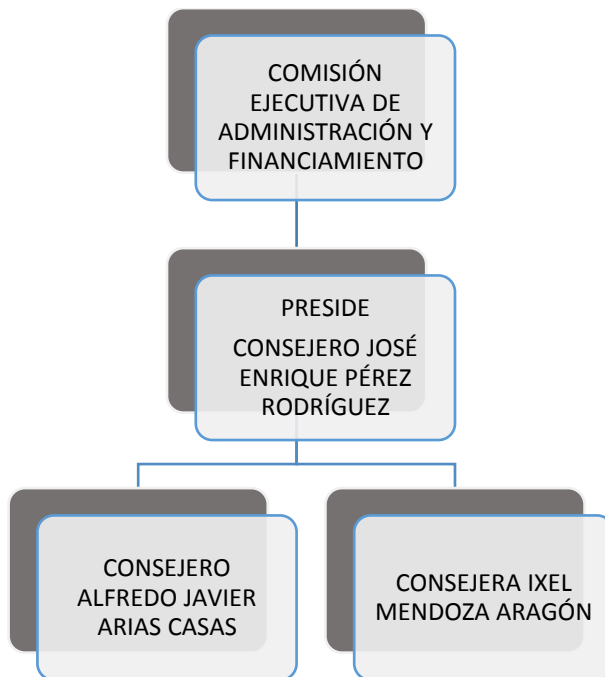 COMISIÓN
EJECUTIVA DE
ADMINISTRACIÓN Y
FINANCIAMIENTO
PRESIDE
CONSEJERO JOSÉ
ENRIQUE PÉREZ
RODRÍGUEZ
CONSEJERO
ALFREDO JAVIER
ARIAS CASAS
CONSEJERA IXEL
MENDOZA ARAGÓN